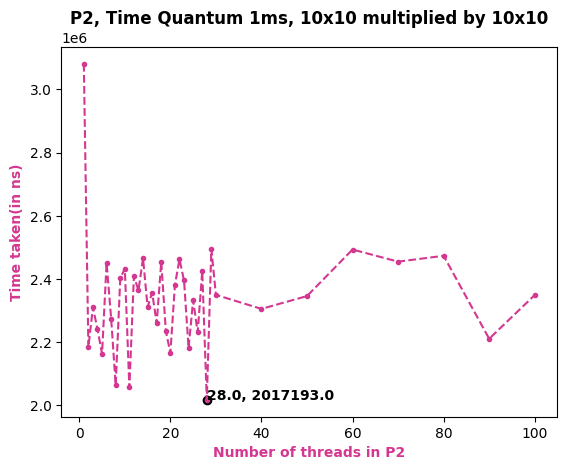 P2, Time Quantum 1ms, 10x10 multiplied by 10x10
1e6
3.0
2.8
2.6
2.4
2.2
2.0
Time taken(in ns)
28.0, 2017193.0
0 20 40 60 80 100
Number of threads in P2